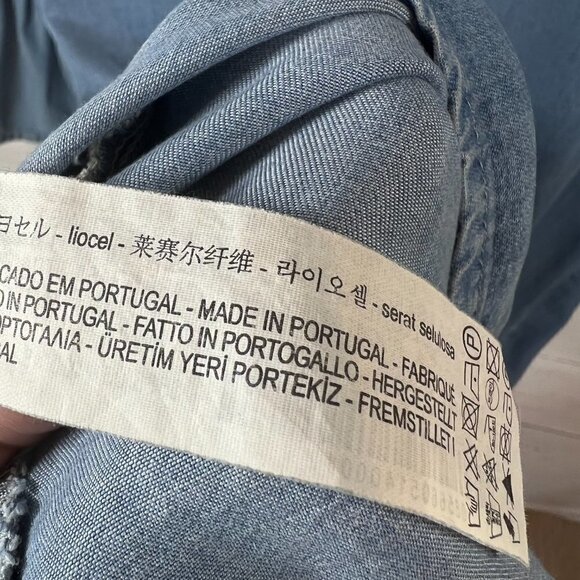 ヨセル - liocel - 莱赛尔纤维 - 라이오셀 - serat selulosa
CADO EM PORTUGAL - MADE IN PORTUGAL - FABRIQUÉ
IN PORTUGAL - FATTO IN PORTOGALLO - HERGESTELLT
ΟΡΤΟΓΑΛΙΑ - ÜRETİM YERİ PORTEKİZ - FREMSTILLET I
AL